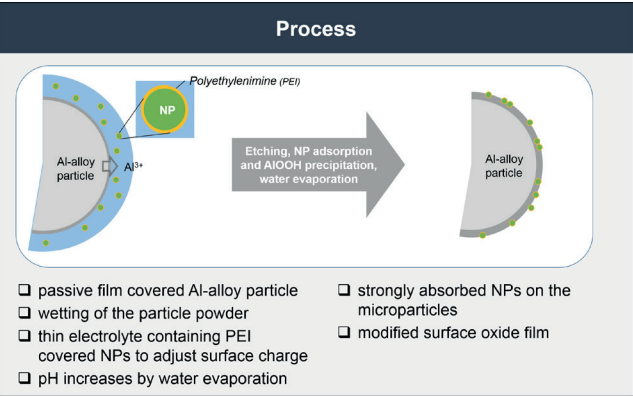 Process
Polyethylenimine (PEI)
NP
Al-alloy
particle
Al³⁺
Etching, NP adsorption
and AlOOH precipitation,
water evaporation
Al-alloy
particle
❑ passive film covered Al-alloy particle
❑ wetting of the particle powder
❑ thin electrolyte containing PEI
covered NPs to adjust surface charge
❑ pH increases by water evaporation
❑ strongly absorbed NPs on the
microparticles
❑ modified surface oxide film